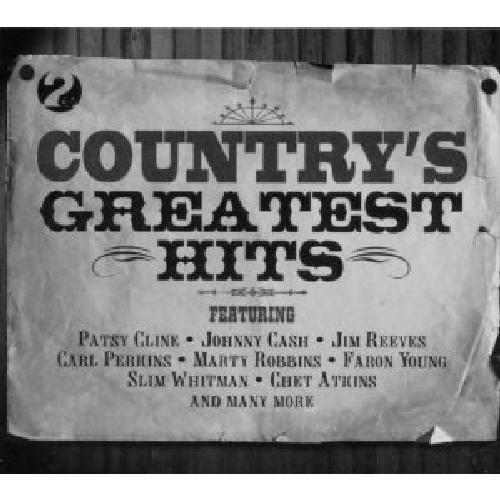 2
COUNTRY'S
GREATEST
HITS
FEATURING
PATSY CLINE • JOHNNY CASH • JIM REEVES
CARL PERKINS • MARTY ROBBINS • FARON YOUNG
SLIM WHITMAN • CHET ATKINS
AND MANY MORE